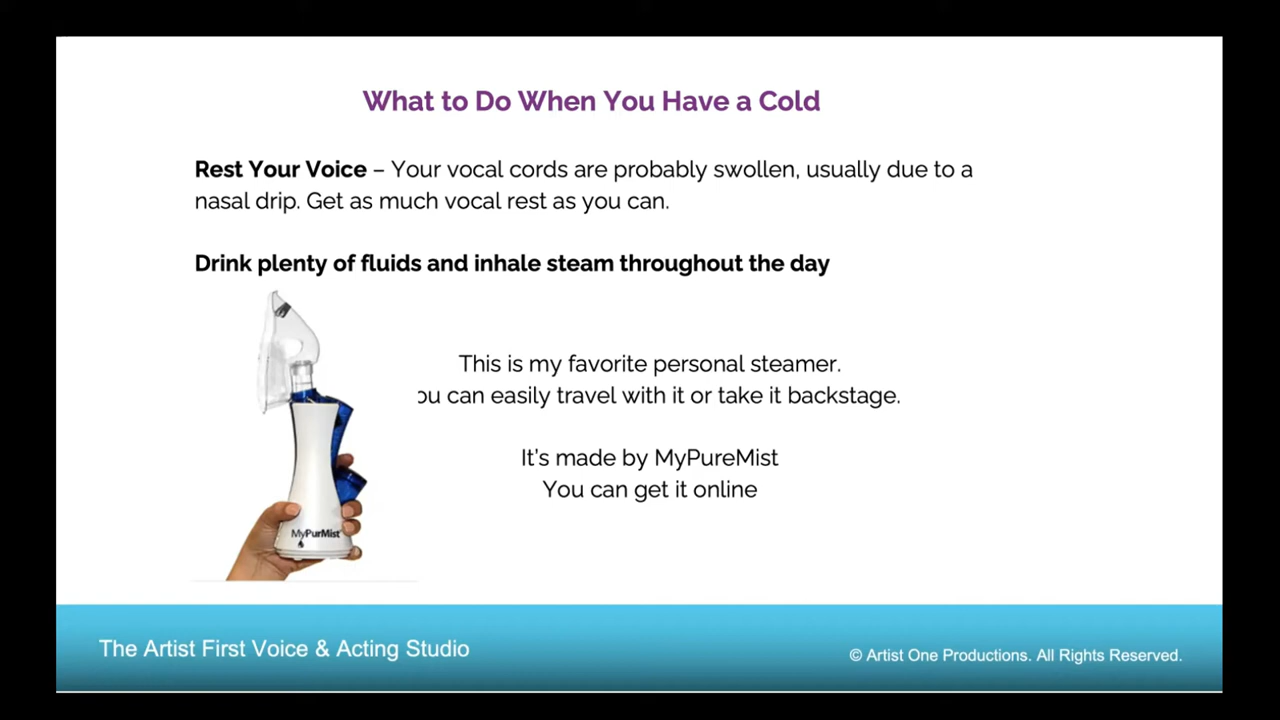 What to Do When You Have a Cold
Rest Your Voice – Your vocal cords are probably swollen, usually due to a
nasal drip. Get as much vocal rest as you can.
Drink plenty of fluids and inhale steam throughout the day
This is my favorite personal steamer.
ou can easily travel with it or take it backstage.
It's made by MyPureMist
You can get it online
MyPurMist
The Artist First Voice & Acting Studio
© Artist One Productions. All Rights Reserved.